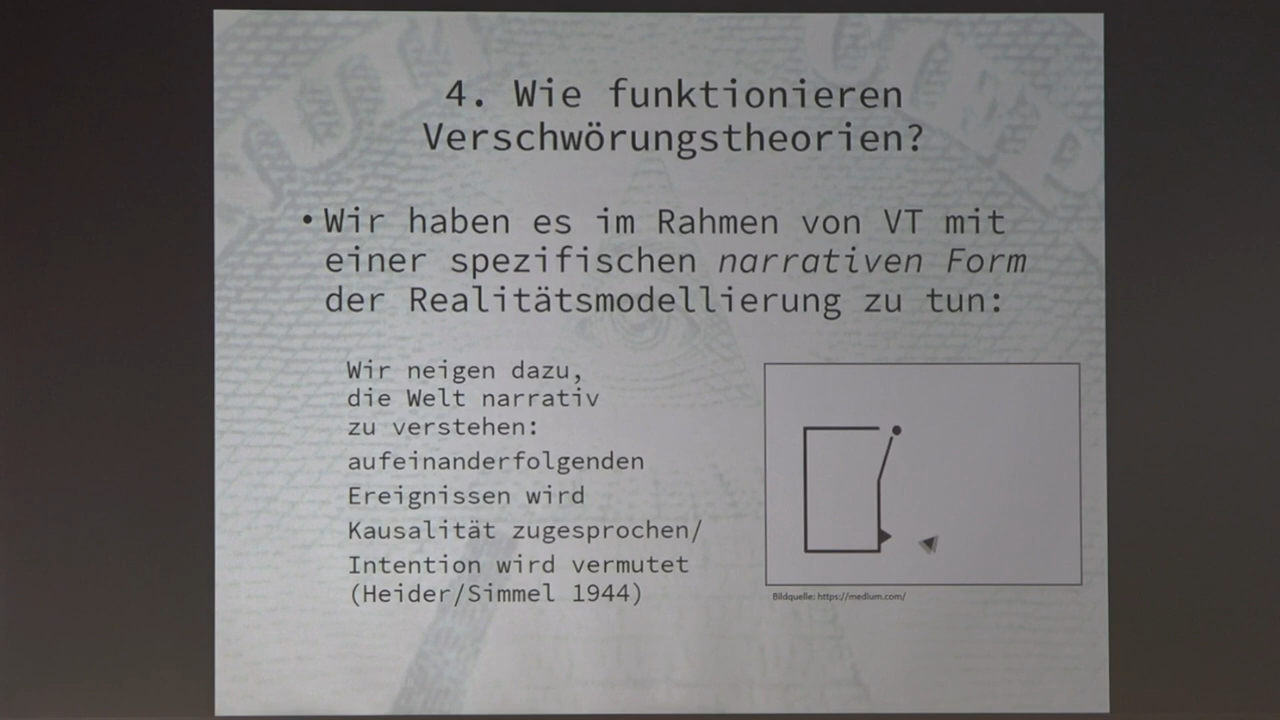 4. Wie funktionieren
Verschwörungstheorien?
• Wir haben es im Rahmen von VT mit
einer spezifischen narrativen Form
der Realitätsmodellierung zu tun:
Wir neigen dazu,
die Welt narrativ
zu verstehen:
aufeinanderfolgenden
Ereignissen wird
Kausalität zugesprochen/
Intention wird vermutet
(Heider/Simmel 1944)
Bildquelle: https://medium.com/